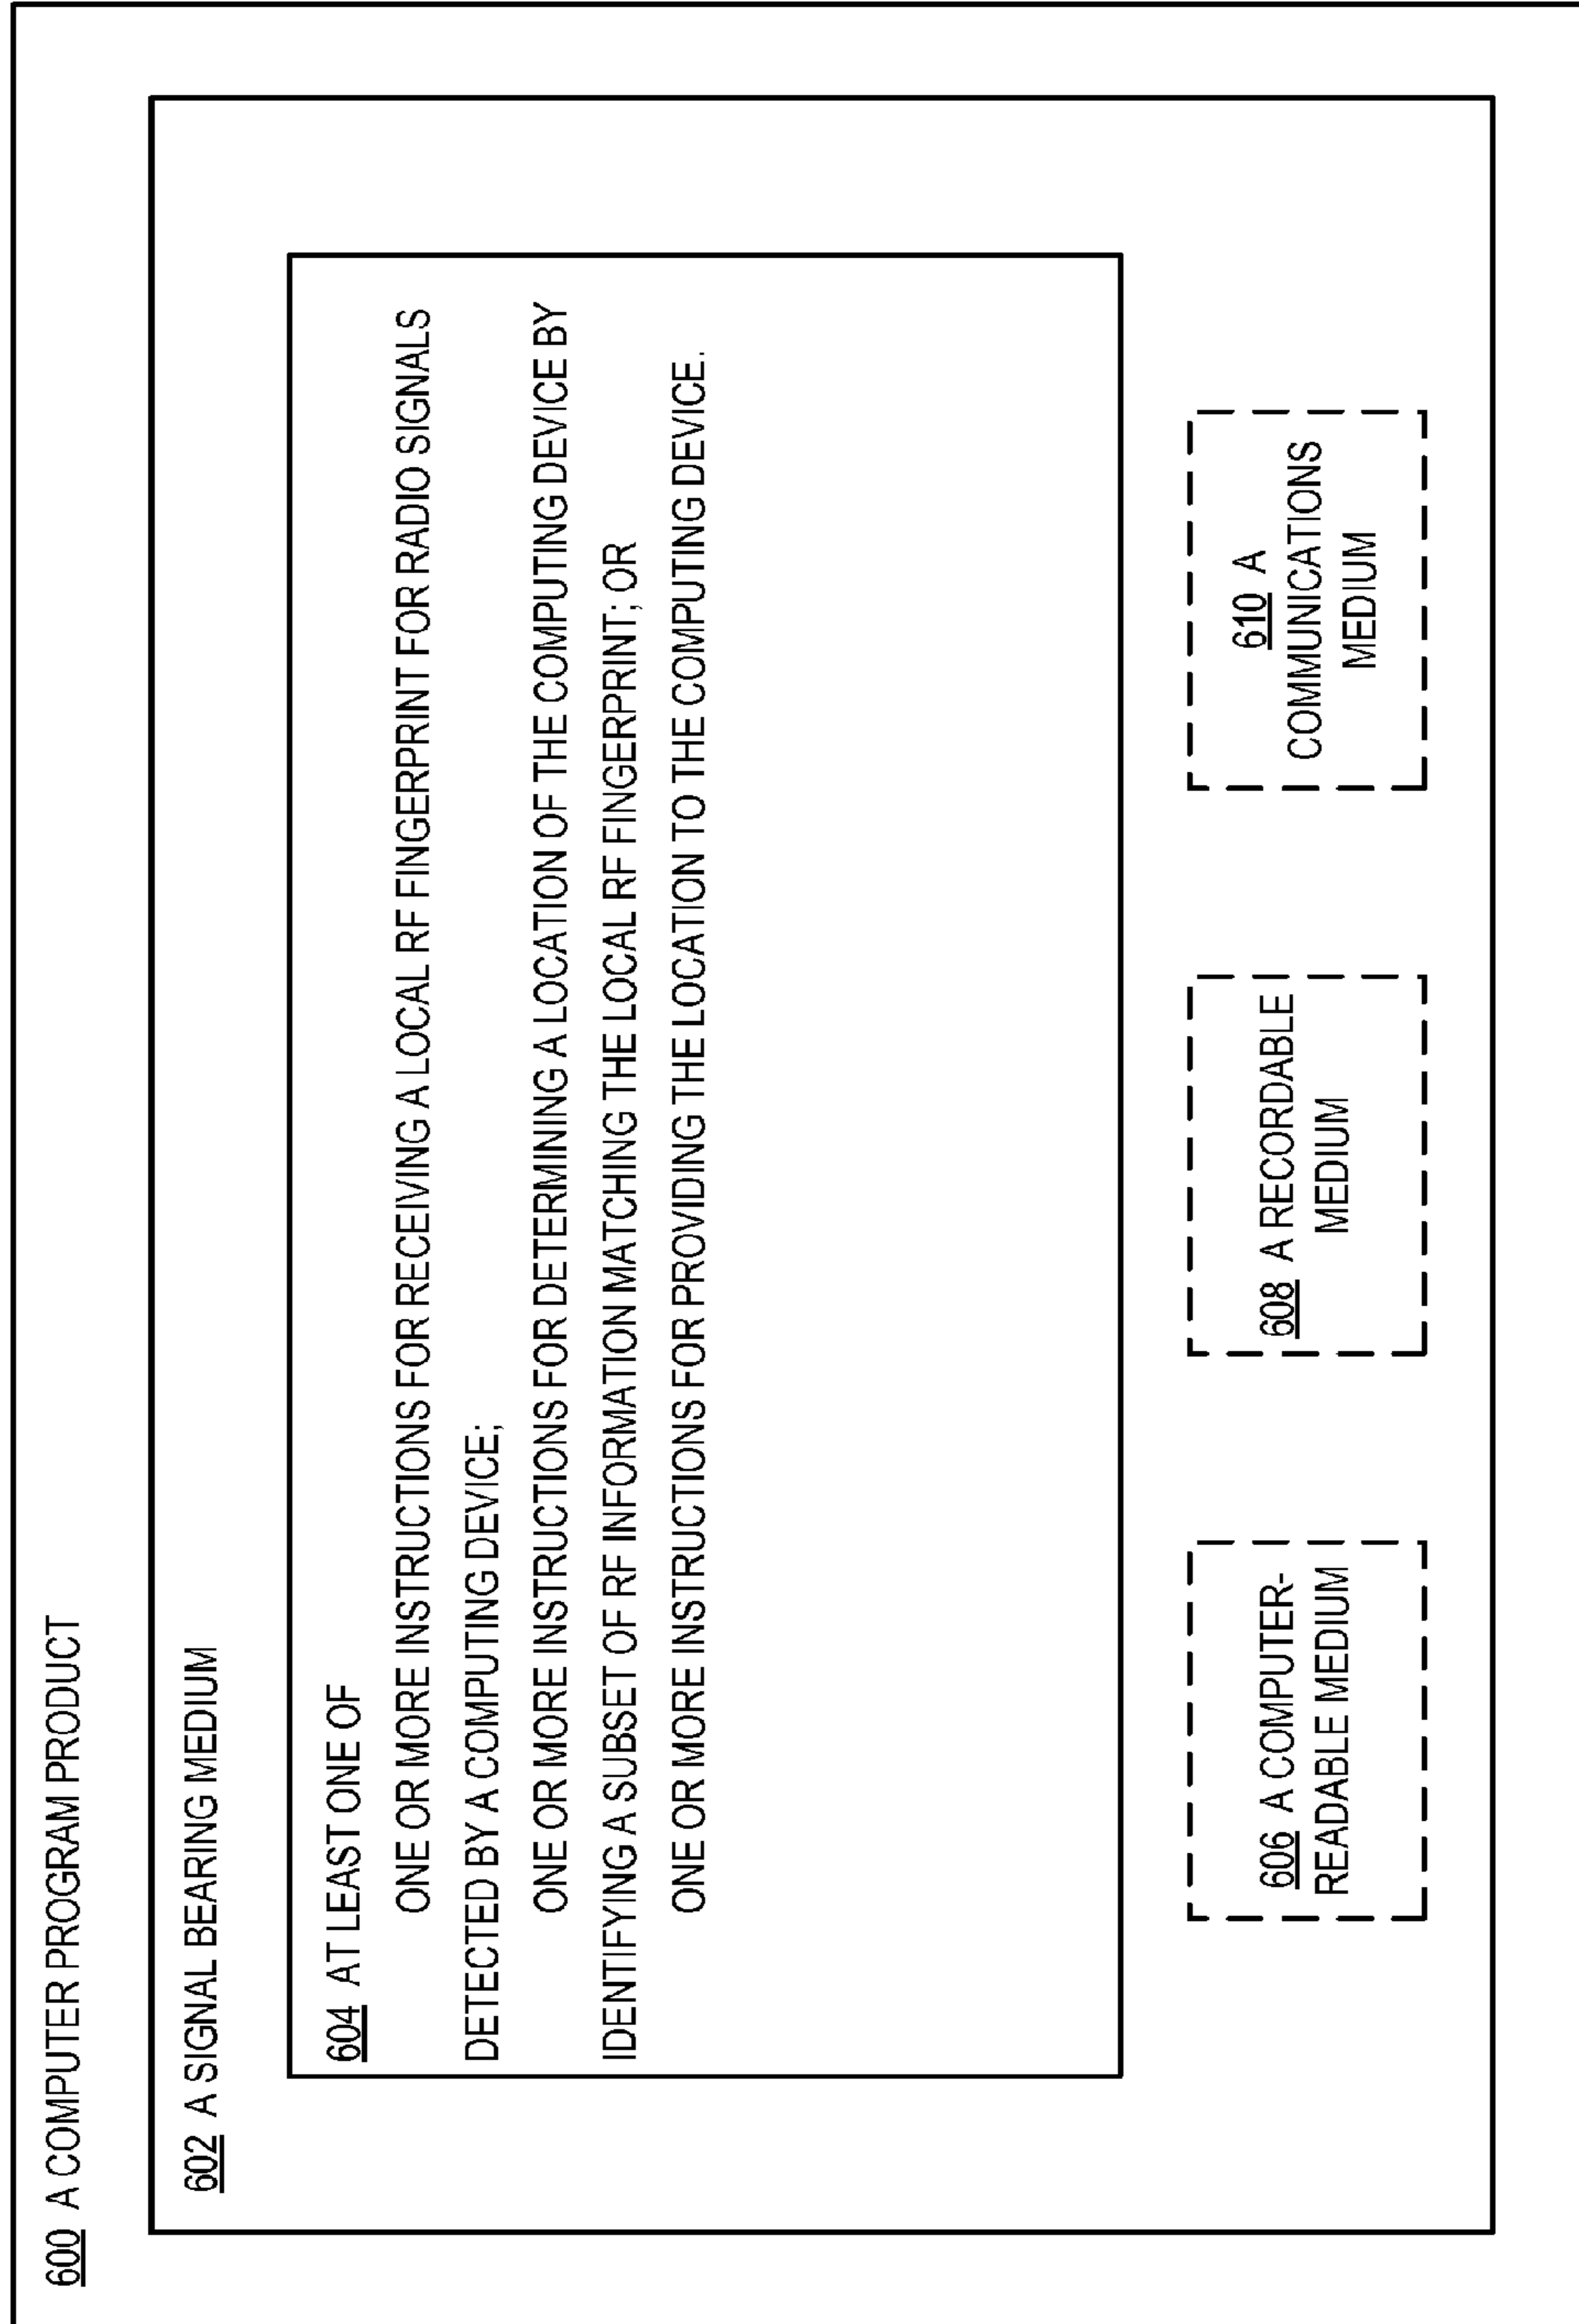 600 A COMPUTER PROGRAM PRODUCT
602 A SIGNAL BEARING MEDIUM
604 AT LEAST ONE OF
ONE OR MORE INSTRUCTIONS FOR RECEIVING A LOCAL RF FINGERPRINT FOR RADIO SIGNALS
DETECTED BY A COMPUTING DEVICE;
ONE OR MORE INSTRUCTIONS FOR DETERMINING A LOCATION OF THE COMPUTING DEVICE BY
IDENTIFYING A SUBSET OF RF INFORMATION MATCHING THE LOCAL RF FINGERPRINT; OR
ONE OR MORE INSTRUCTIONS FOR PROVIDING THE LOCATION TO THE COMPUTING DEVICE.
606 A COMPUTER-
READABLE MEDIUM
608 A RECORDABLE
MEDIUM
610 A
COMMUNICATIONS
MEDIUM